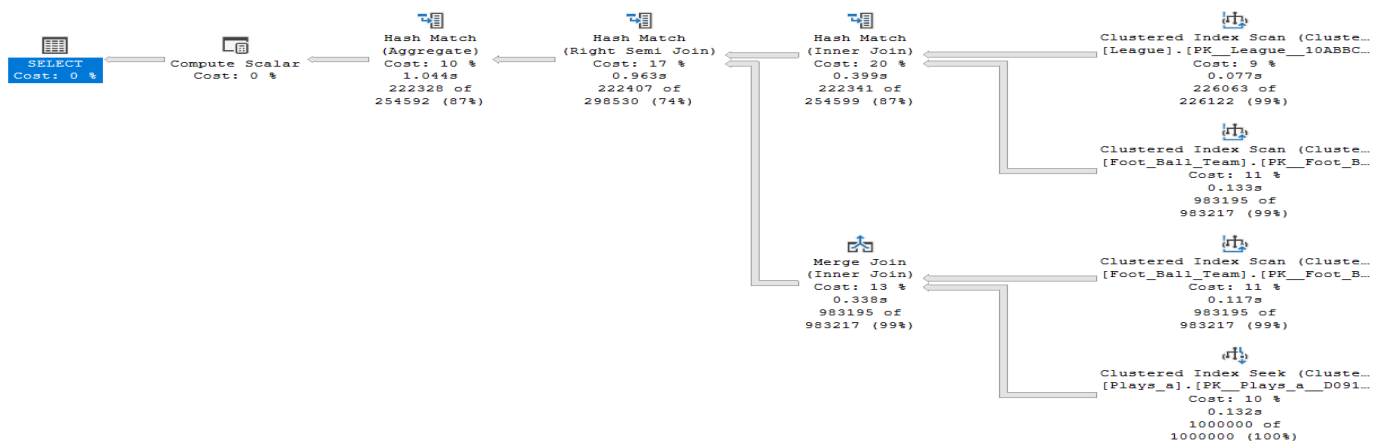 SELECT
Cost: 0 %
Compute Scalar
Cost: 0 %
Hash Match
(Aggregate)
Cost: 10 %
1.044s
222328 of
254592 (87%)
Hash Match
(Right Semi Join)
Cost: 17 %
0.963s
222407 of
298530 (74%)
Hash Match
(Inner Join)
Cost: 20 %
0.399s
222341 of
254599 (87%)
Clustered Index Scan (Cluste…
[League].[PK__League__10ABBC…
Cost: 9 %
0.077s
226063 of
226122 (99%)
Clustered Index Scan (Cluste…
[Foot_Ball_Team].[PK__Foot_B…
Cost: 11 %
0.133s
983195 of
983217 (99%)
Merge Join
(Inner Join)
Cost: 13 %
0.338s
983195 of
983217 (99%)
Clustered Index Scan (Cluste…
[Foot_Ball_Team].[PK__Foot_B…
Cost: 11 %
0.117s
983195 of
983217 (99%)
Clustered Index Seek (Cluste…
[Plays_a].[PK__Plays_a__D091…
Cost: 10 %
0.132s
1000000 of
1000000 (100%)